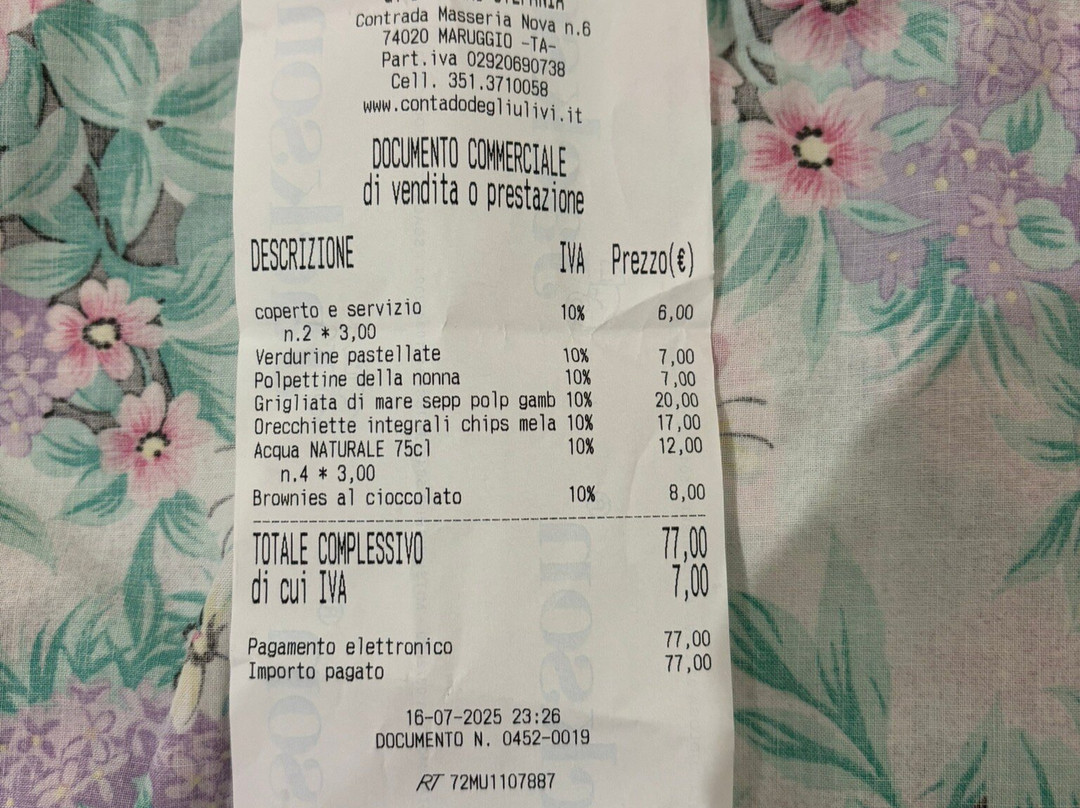 Contrada Masseria Nova n.6
74020 MARUGGIO -TA-
Part.iva 02920690738
Cell. 351.3710058
www.contadodegliulivi.it
DOCUMENTO COMMERCIALE
di vendita o prestazione
DESCRIZIONE IVA Prezzo(€)
coperto e servizio 10% 6,00
n.2 * 3,00
Verdurine pastellate 10% 7,00
Polpettine della nonna 10% 7,00
Grigliata di mare sepp polp gamb 10% 20,00
Orecchiette integrali chips mela 10% 17,00
Acqua NATURALE 75cl 10% 12,00
n.4 * 3,00
Brownies al cioccolato 10% 8,00
TOTALE COMPLESSIVO 77,00
di cui IVA 7,00
Pagamento elettronico 77,00
Importo pagato 77,00
16-07-2025 23:26
DOCUMENTO N. 0452-0019
RT 72MU1107887